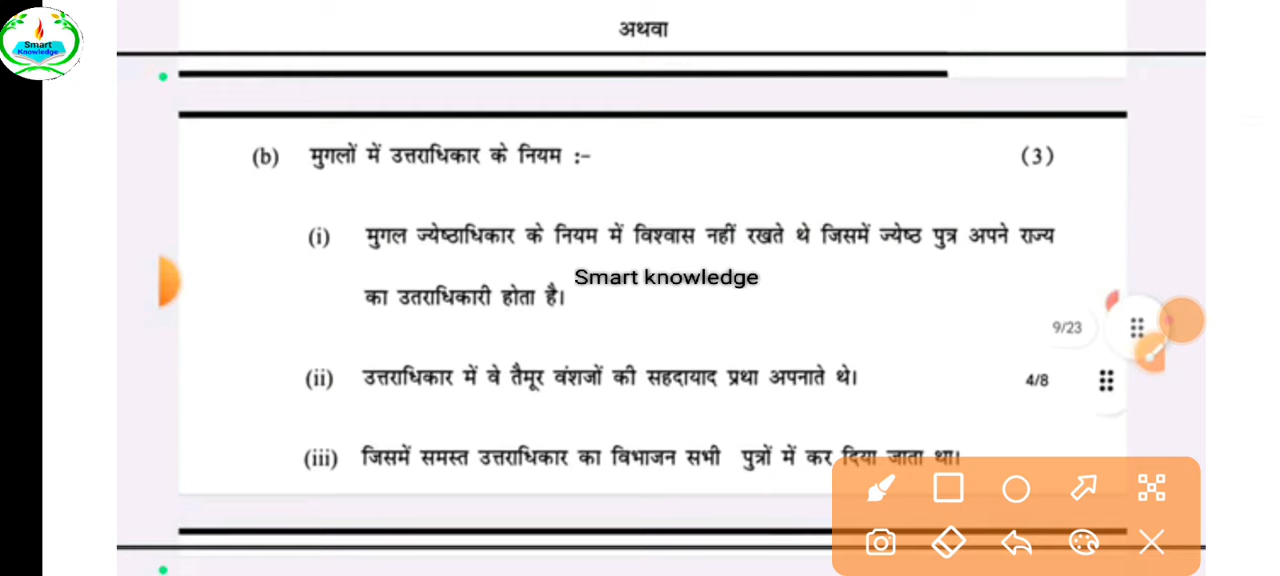 Smart
Knowledge
अथवा
(b) मुगलों में उत्तराधिकार के नियम :- (3)
(i) मुगल ज्येष्ठाधिकार के नियम में विश्वास नहीं रखते थे जिसमें ज्येष्ठ पुत्र अपने राज्य
Smart knowledge
का उतराधिकारी होता है।
9/23
(ii) उत्तराधिकार में वे तैमूर वंशजों की सहदायाद प्रथा अपनाते थे।
4/8
(iii) जिसमें समस्त उत्तराधिकार का विभाजन सभी पुत्रों में कर दिया जाता था।